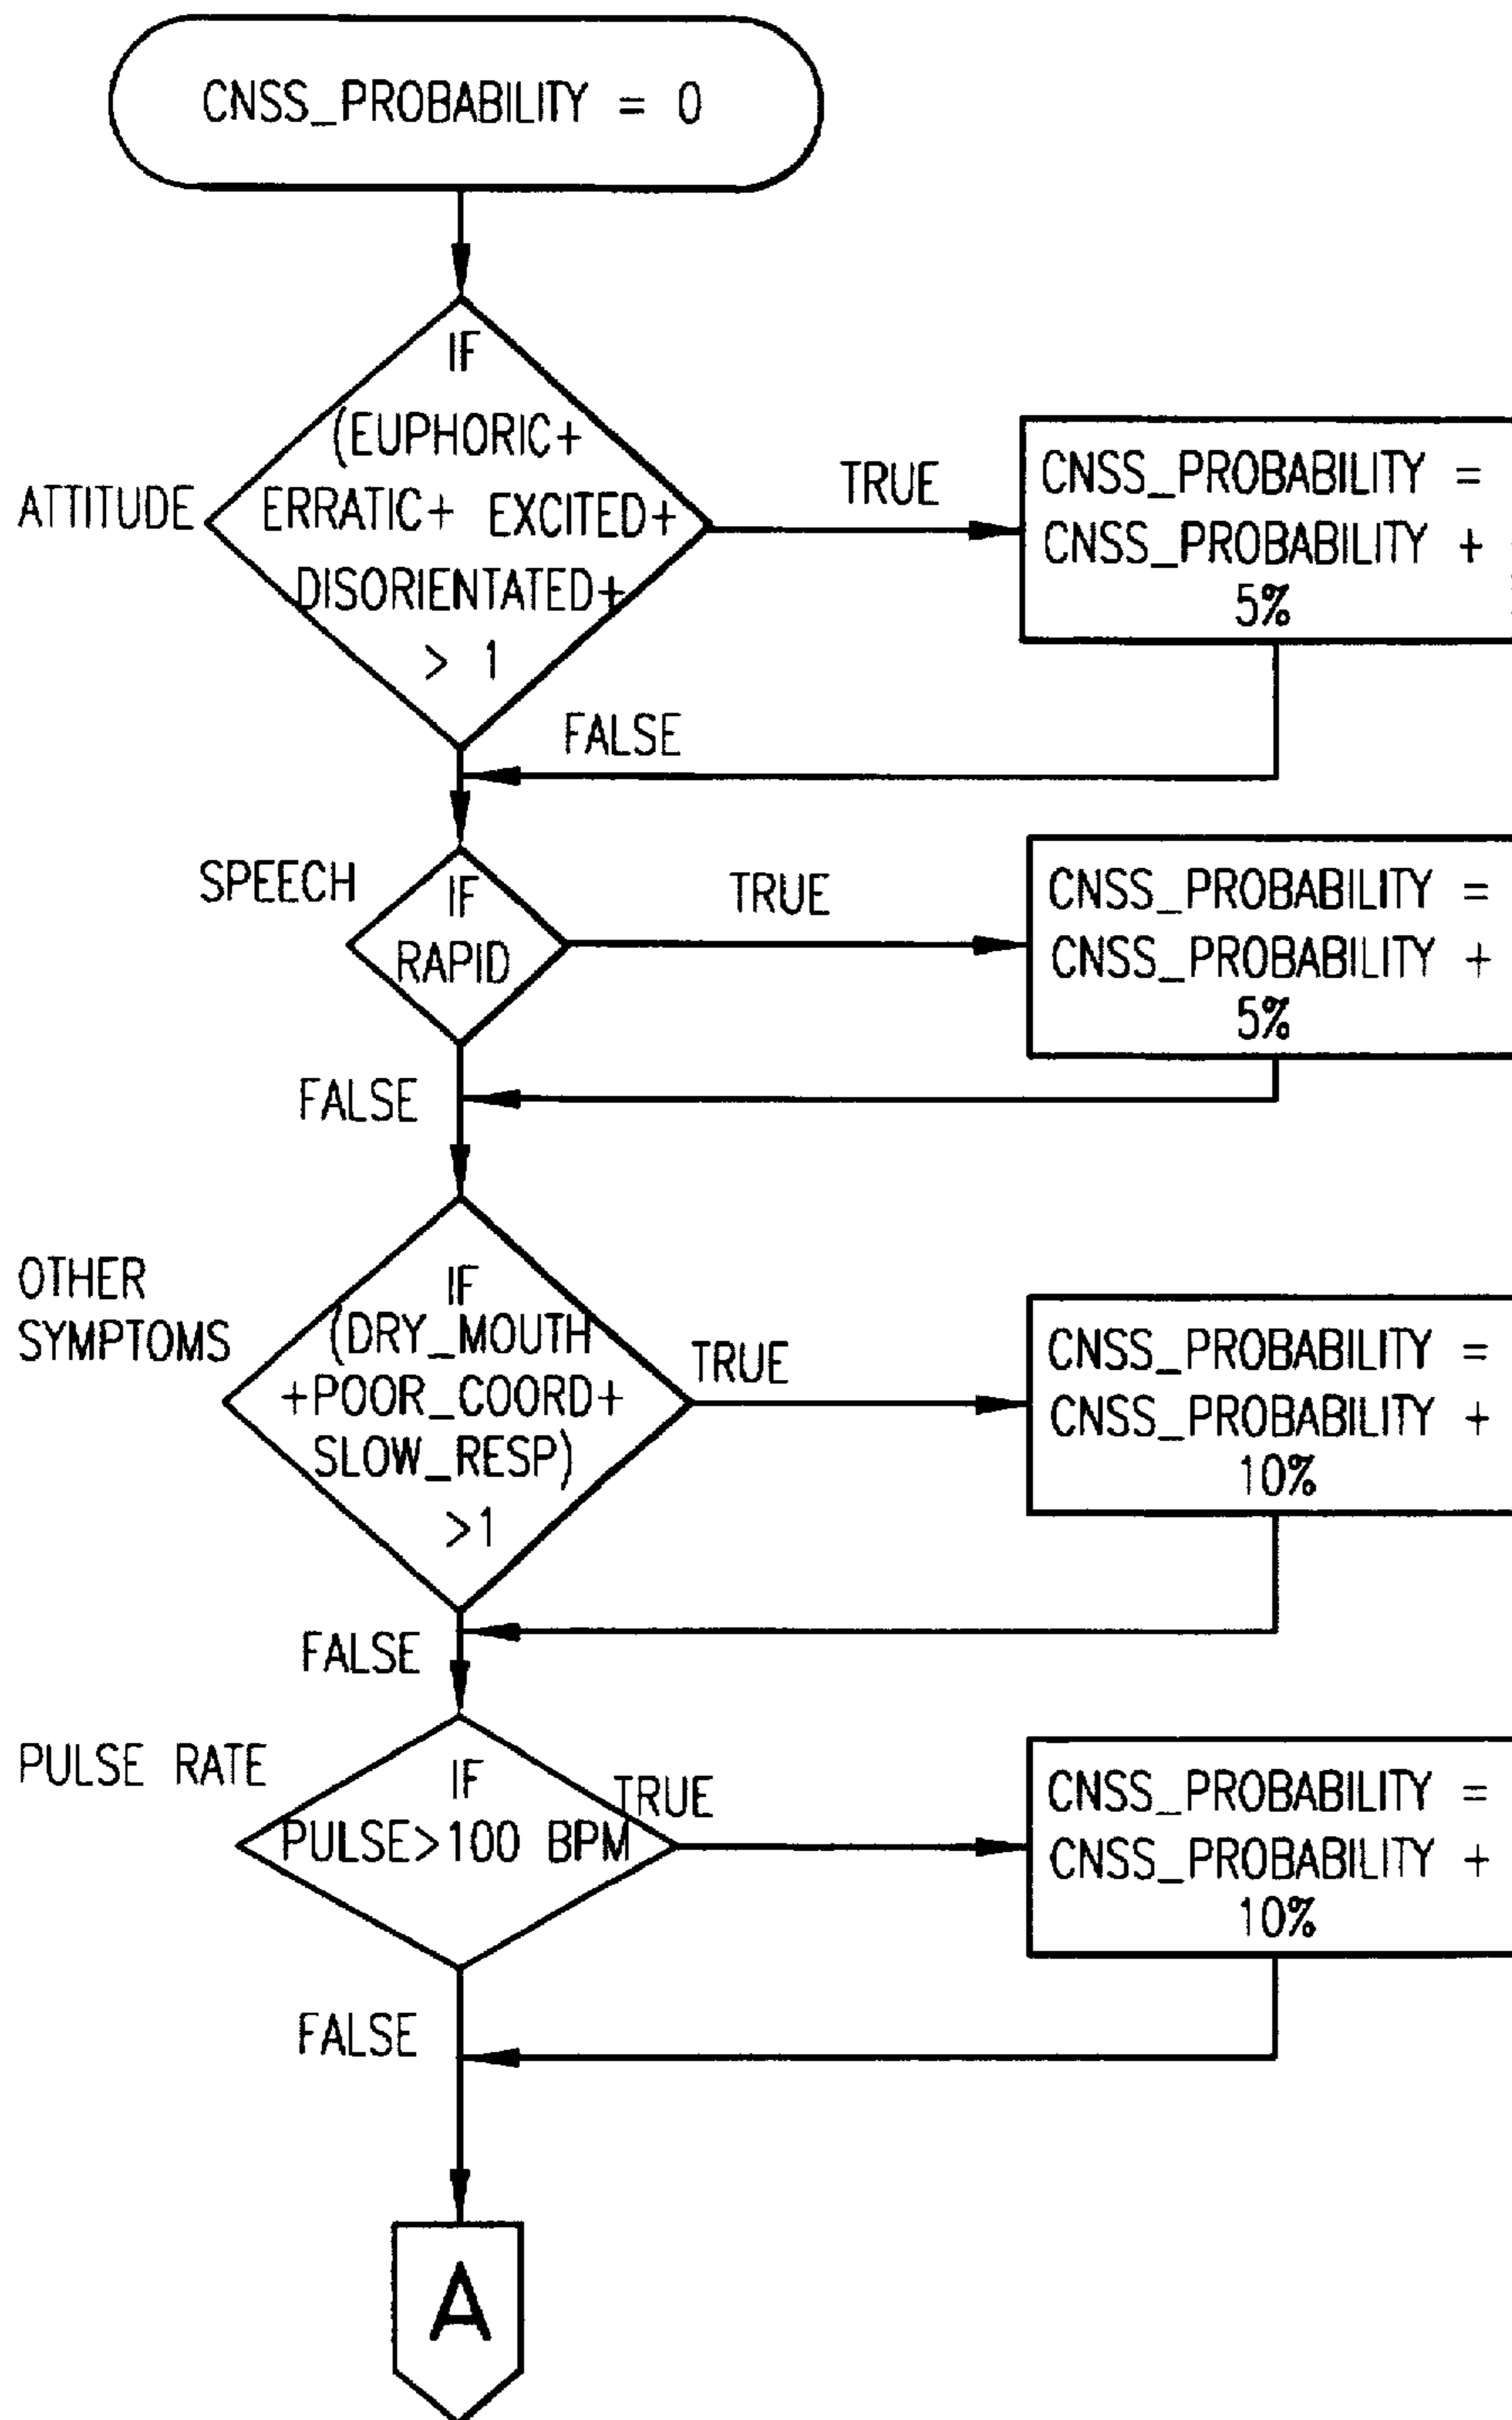 CNSS_PROBABILITY = 0
IF
(EUPHORIC+
ATTITUDE
ERRATIC+ EXCITED+
DISORIENTATED+
> 1
TRUE
CNSS_PROBABILITY =
CNSS_PROBABILITY +
5%
FALSE
SPEECH
IF
RAPID
TRUE
CNSS_PROBABILITY =
CNSS_PROBABILITY +
5%
FALSE
OTHER
SYMPTOMS
IF
(DRY_MOUTH
+POOR_COORD+
SLOW_RESP)
>1
TRUE
CNSS_PROBABILITY =
CNSS_PROBABILITY +
10%
FALSE
PULSE RATE
IF
PULSE>100 BPM
TRUE
CNSS_PROBABILITY =
CNSS_PROBABILITY +
10%
FALSE
A